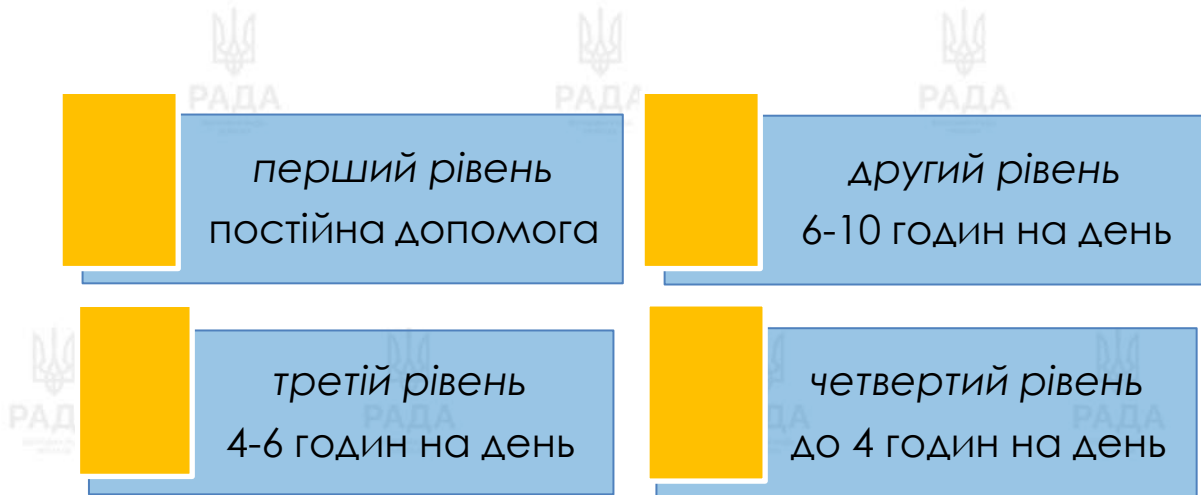 РАДА
РАДА
РАДА
перший рівень
постійна допомога
другий рівень
6-10 годин на день
третій рівень
4-6 годин на день
четвертий рівень
до 4 годин на день
РАДА
РАДА